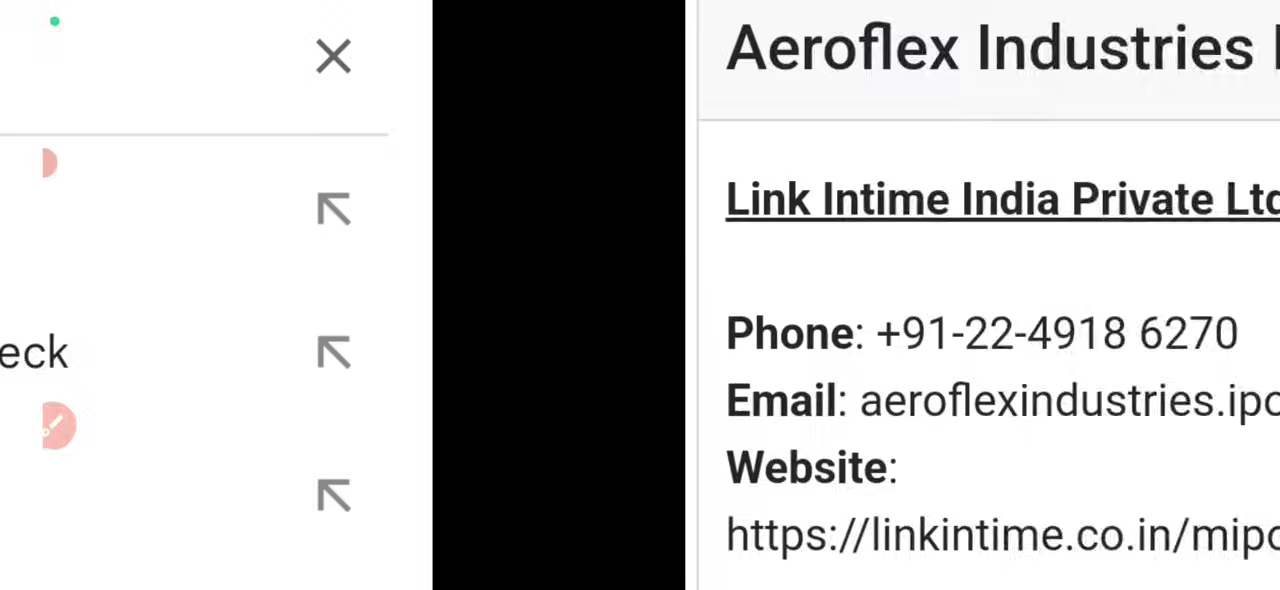 Aeroflex Industries
Link Intime India Private
eck
Phone: +91-22-4918 6270
Email: aeroflexindustries.ipo
Website:
https://linkintime.co.in/mipo